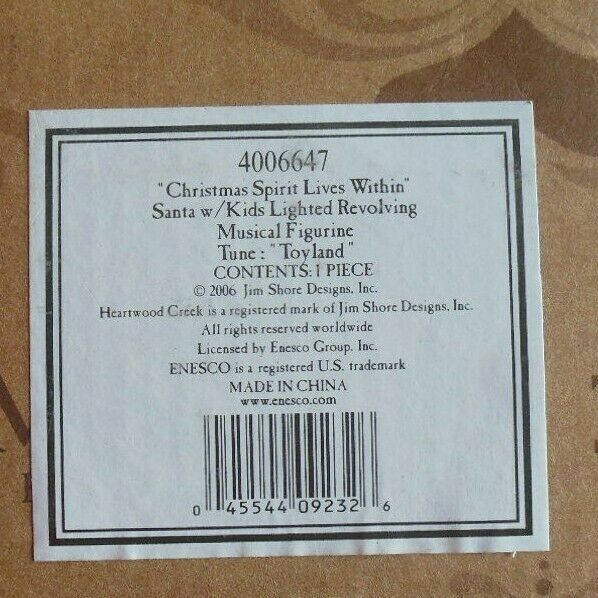 4006647
"Christmas Spirit Lives Within"
Santa w/Kids Lighted Revolving
Musical Figurine
Tune : "Toyland"
CONTENTS: 1 PIECE
© 2006 Jim Shore Designs, Inc.
Heartwood Creek is a registered mark of Jim Shore Designs, Inc.
All rights reserved worldwide
Licensed by Enesco Group, Inc.
ENESCO is a registered U.S. trademark
MADE IN CHINA
www.enesco.com
0 45544 09232 6